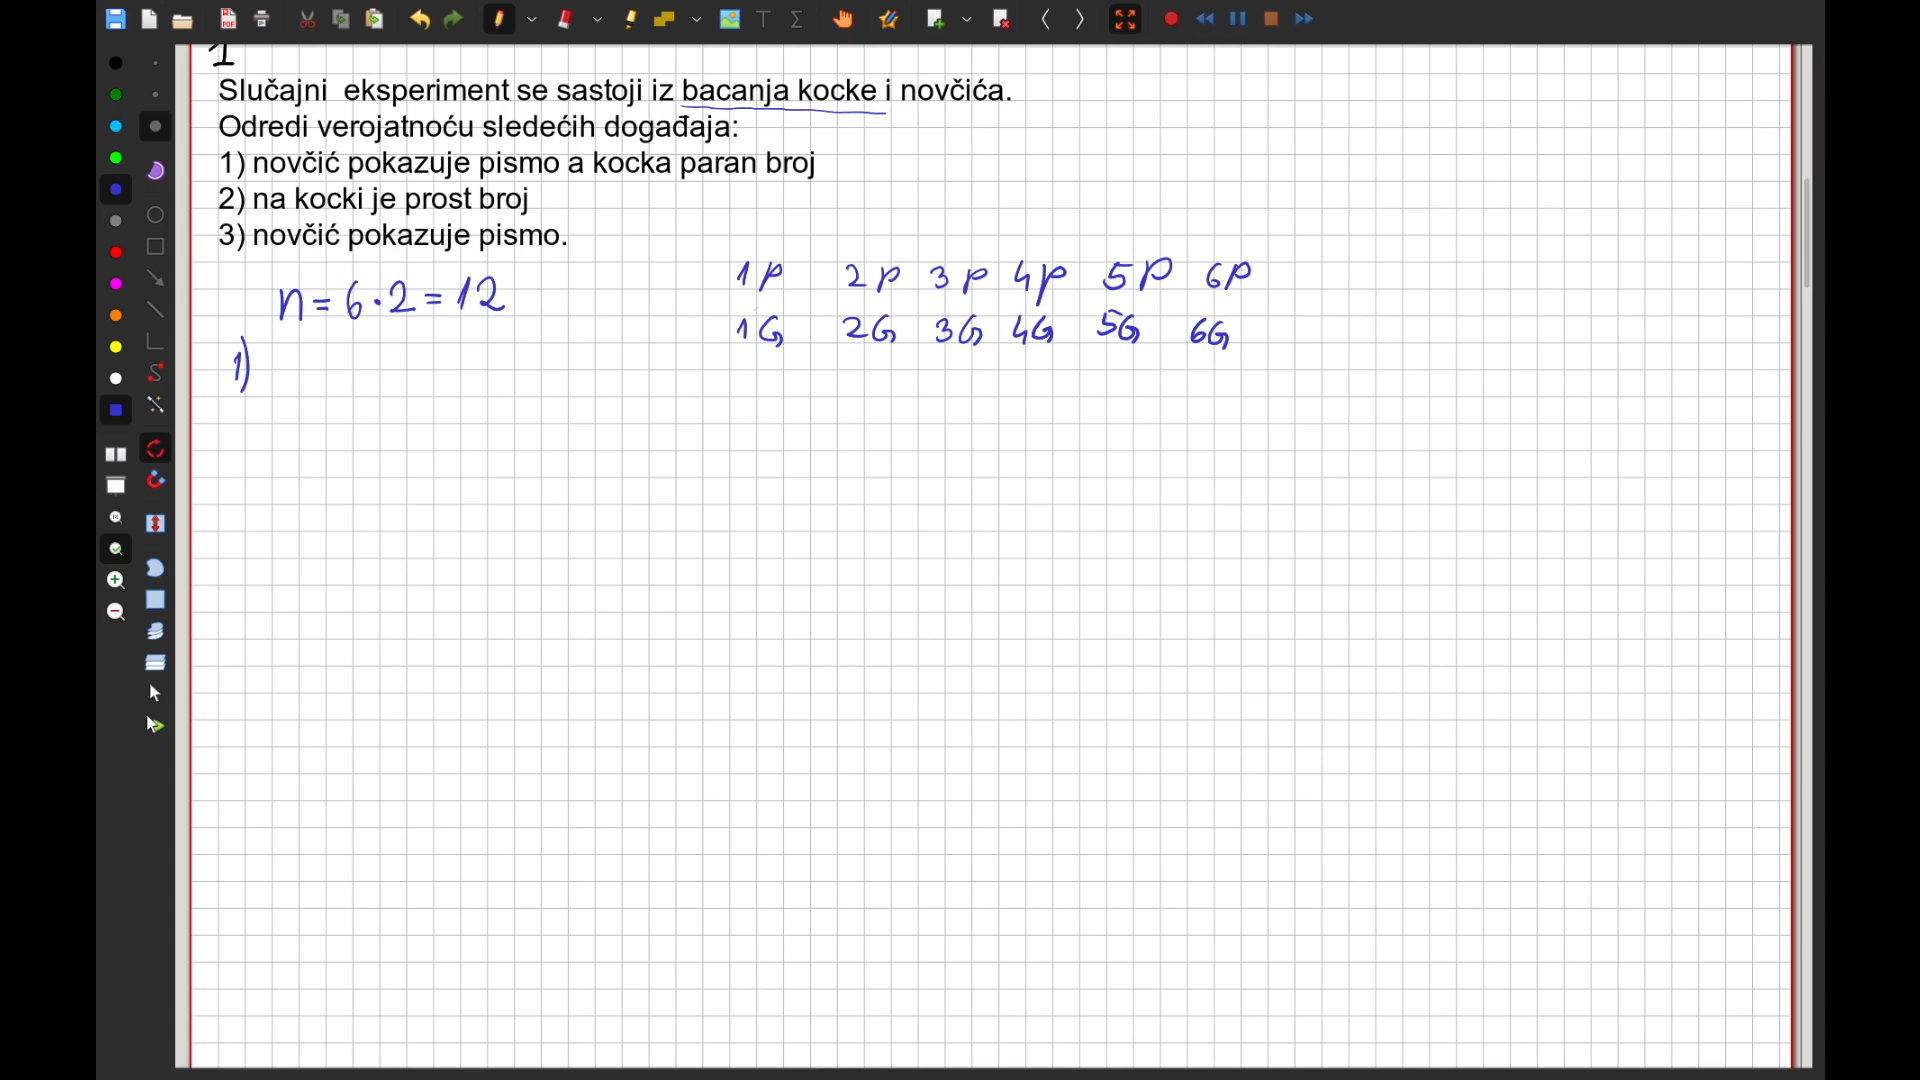 1
Slučajni eksperiment se sastoji iz bacanja kocke i novčića.
Odredi verojatnoću sledećih događaja:
1) novčić pokazuje pismo a kocka paran broj
2) na kocki je prost broj
3) novčić pokazuje pismo.
n = 6 · 2 = 12
1P 2P 3P 4P 5P 6P
1G 2G 3G 4G 5G 6G
1)